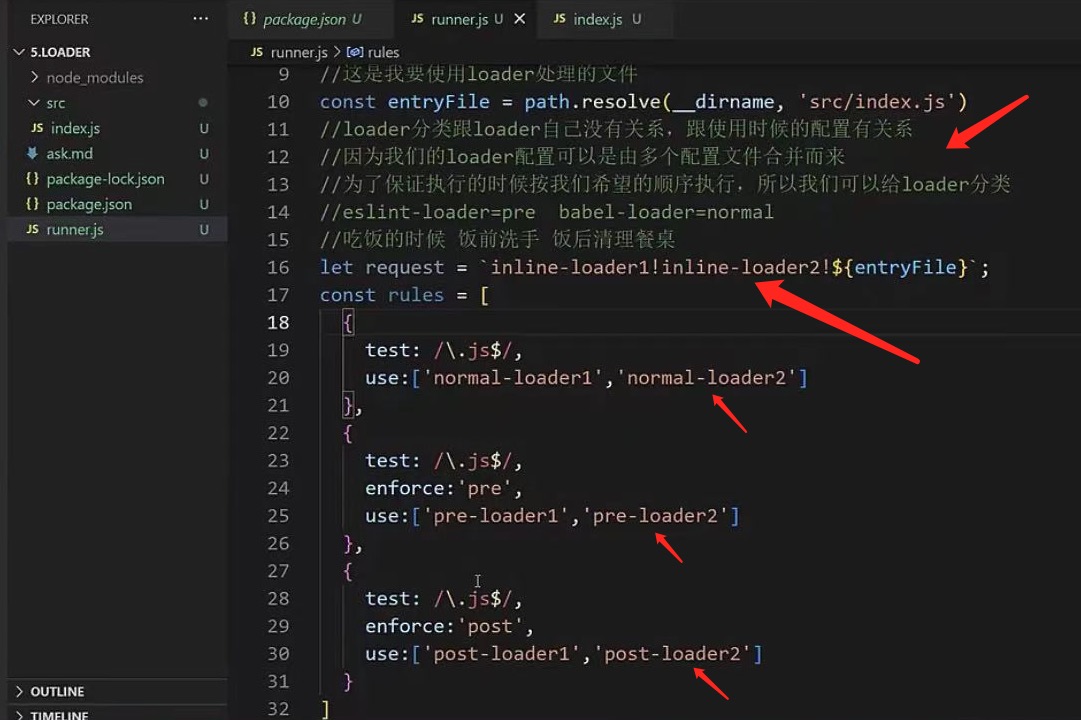 EXPLORER ···
5.LOADER
node_modules
src
JS index.js U
ask.md U
{} package-lock.json U
{} package.json U
JS runner.js U
OUTLINE
TIMELINE
{} package.json U JS runner.js U × JS index.js U
JS runner.js > rules
9 //这是我要使用loader处理的文件
10 const entryFile = path.resolve(__dirname, 'src/index.js')
11 //loader分类跟loader自己没有关系，跟使用时候的配置有关系
12 //因为我们的loader配置可以是由多个配置文件合并而来
13 //为了保证执行的时候按我们希望的顺序执行，所以我们可以给loader分类
14 //eslint-loader=pre  babel-loader=normal
15 //吃饭的时候 饭前洗手 饭后清理餐桌
16 let request = `inline-loader1!inline-loader2!${entryFile}`;
17 const rules = [
18 {
19 test: /\.js$/,
20 use:['normal-loader1','normal-loader2']
21 },
22 {
23 test: /\.js$/,
24 enforce:'pre',
25 use:['pre-loader1','pre-loader2']
26 },
27 {
28 test: /\.js$/,
29 enforce:'post',
30 use:['post-loader1','post-loader2']
31 }
32 ]